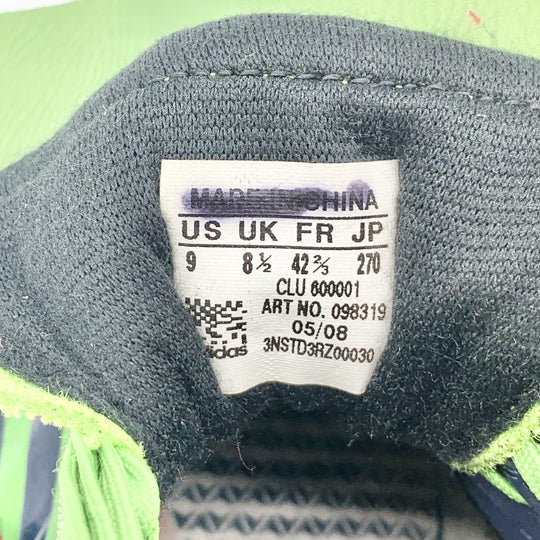 MADE IN CHINA
US UK FR JP
9 8½ 42⅔ 270
CLU 600001
ART NO. 098319
05/08
adidas 3NSTD3RZ00030